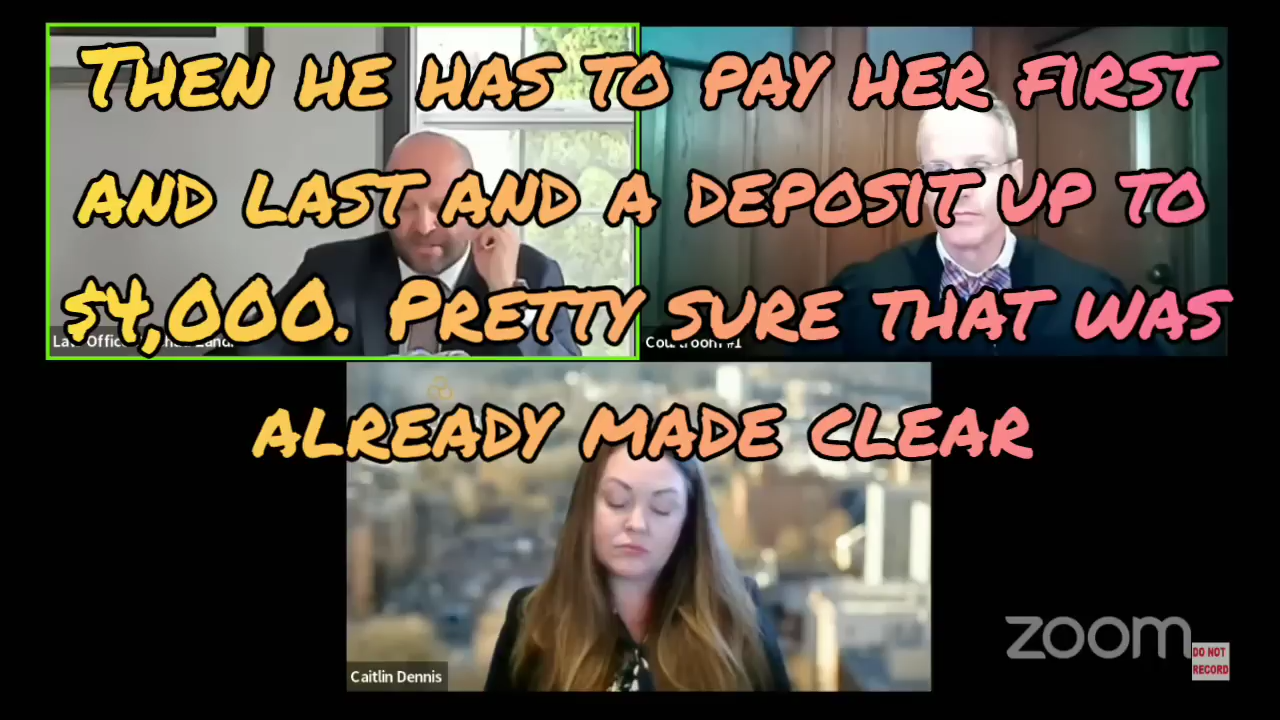 Then he has to pay her first
and last and a deposit up to
$4,000. Pretty sure that was
already made clear
Courtroom #1
Caitlin Dennis
zoom
DO NOT
RECORD